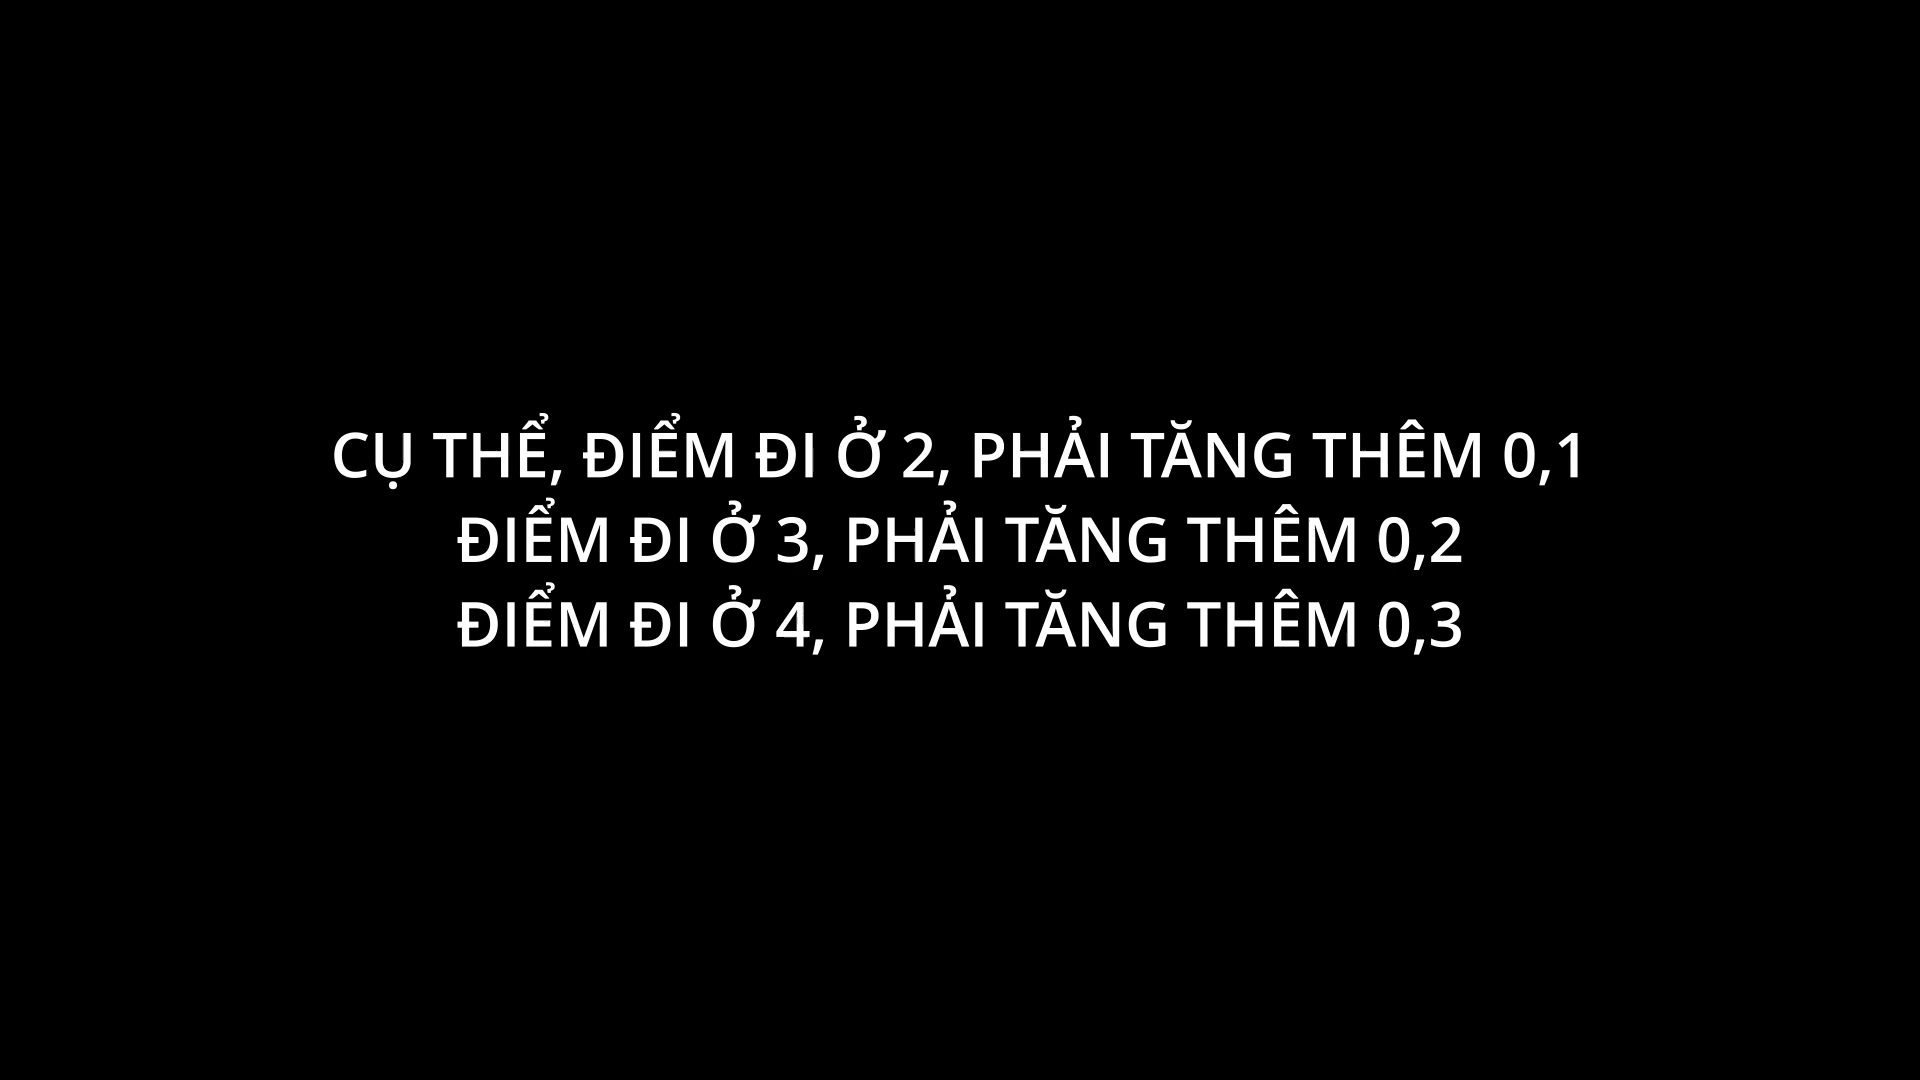 CỤ THỂ, ĐIỂM ĐI Ở 2, PHẢI TĂNG THÊM 0,1
ĐIỂM ĐI Ở 3, PHẢI TĂNG THÊM 0,2
ĐIỂM ĐI Ở 4, PHẢI TĂNG THÊM 0,3